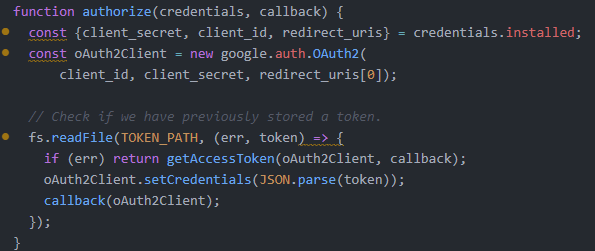 function authorize(credentials, callback) {
  const {client_secret, client_id, redirect_uris} = credentials.installed;
  const oAuth2Client = new google.auth.OAuth2(
      client_id, client_secret, redirect_uris[0]);

  // Check if we have previously stored a token.
  fs.readFile(TOKEN_PATH, (err, token) => {
    if (err) return getAccessToken(oAuth2Client, callback);
    oAuth2Client.setCredentials(JSON.parse(token));
    callback(oAuth2Client);
  });
}